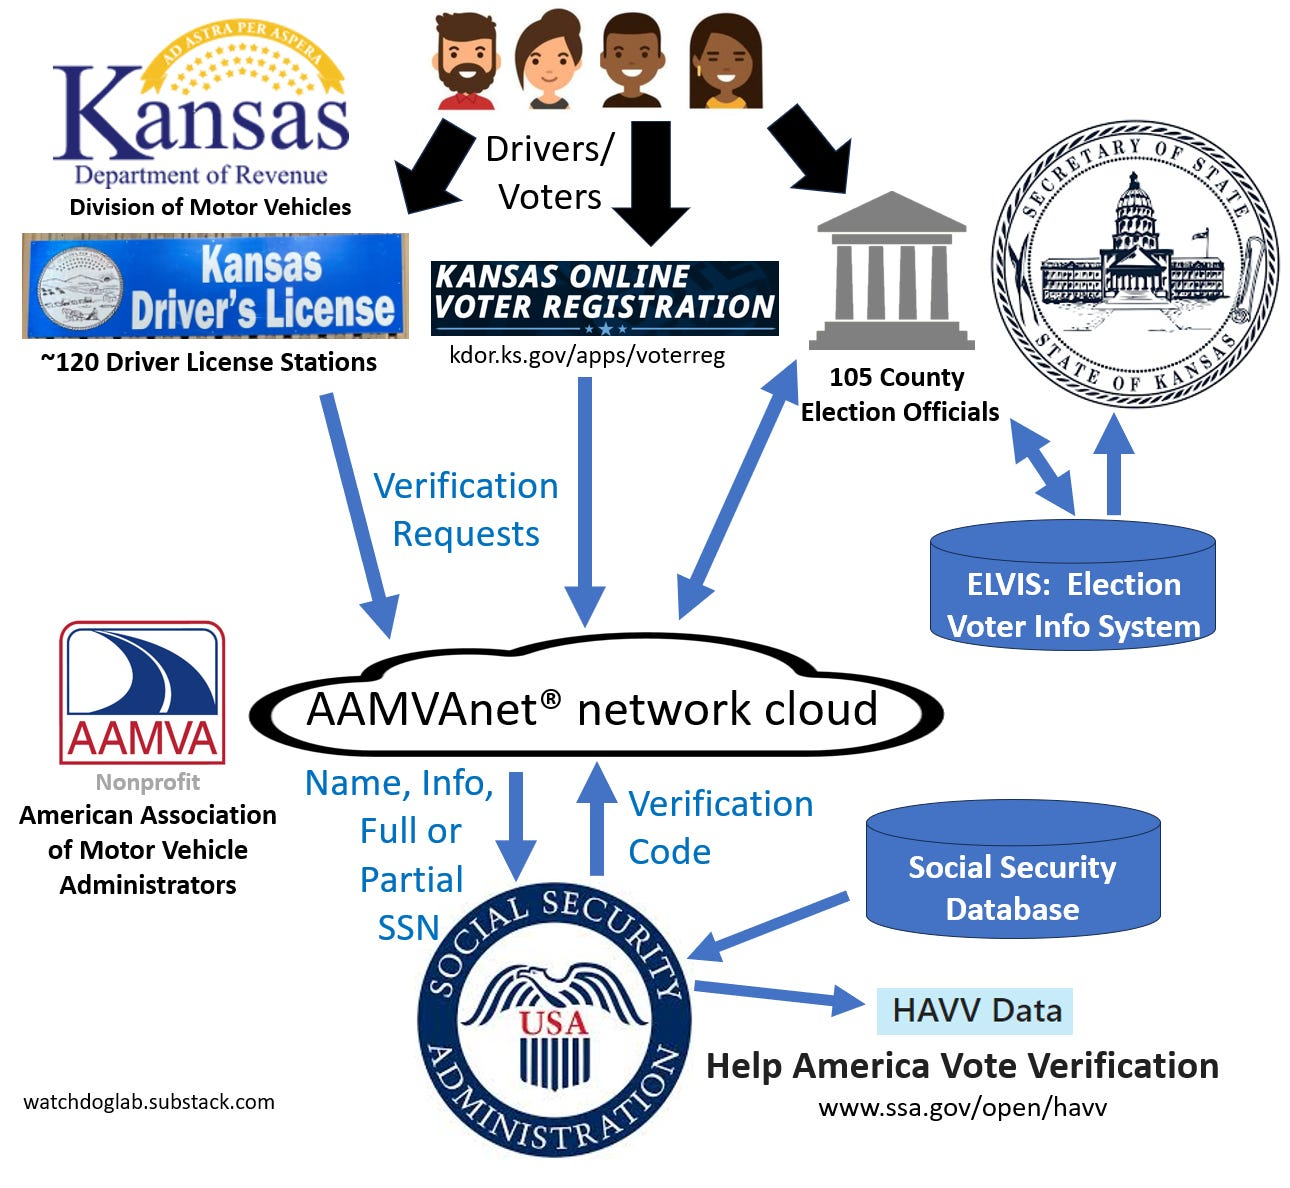 AD ASTRA PER ASPERA
Kansas
Department of Revenue
Division of Motor Vehicles
Kansas
Driver's License
~120 Driver License Stations
Drivers/
Voters
KANSAS ONLINE
VOTER REGISTRATION
kdor.ks.gov/apps/voterreg
105 County
Election Officials
SECRETARY OF STATE
STATE OF KANSAS
Verification
Requests
ELVIS: Election
Voter Info System
AAMVAnet® network cloud
AAMVA
Nonprofit
American Association
of Motor Vehicle
Administrators
Name, Info,
Full or
Partial
SSN
Verification
Code
Social Security
Database
SOCIAL SECURITY
USA
ADMINISTRATION
HAVV Data
Help America Vote Verification
www.ssa.gov/open/havv
watchdoglab.substack.com